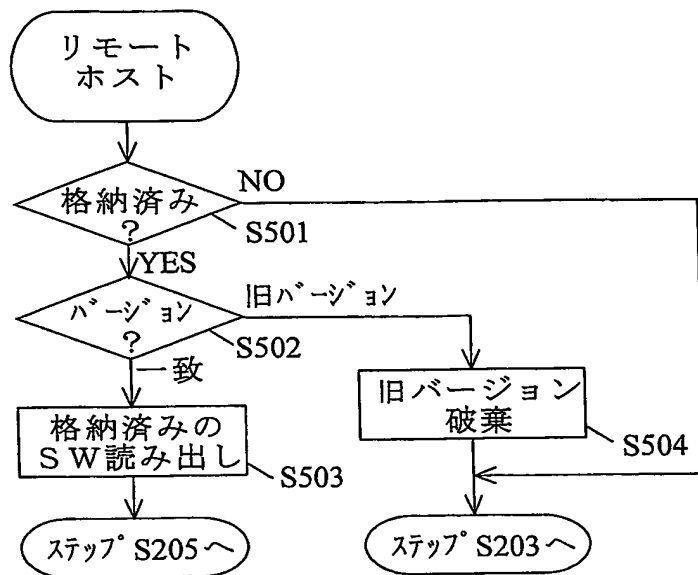 リモート
ホスト
格納済み
?
NO
S501
YES
バージョン
?
旧バージョン
S502
一致
旧バージョン
破棄
S504
格納済みの
SW読み出し
S503
ステップS205へ
ステップS203へ